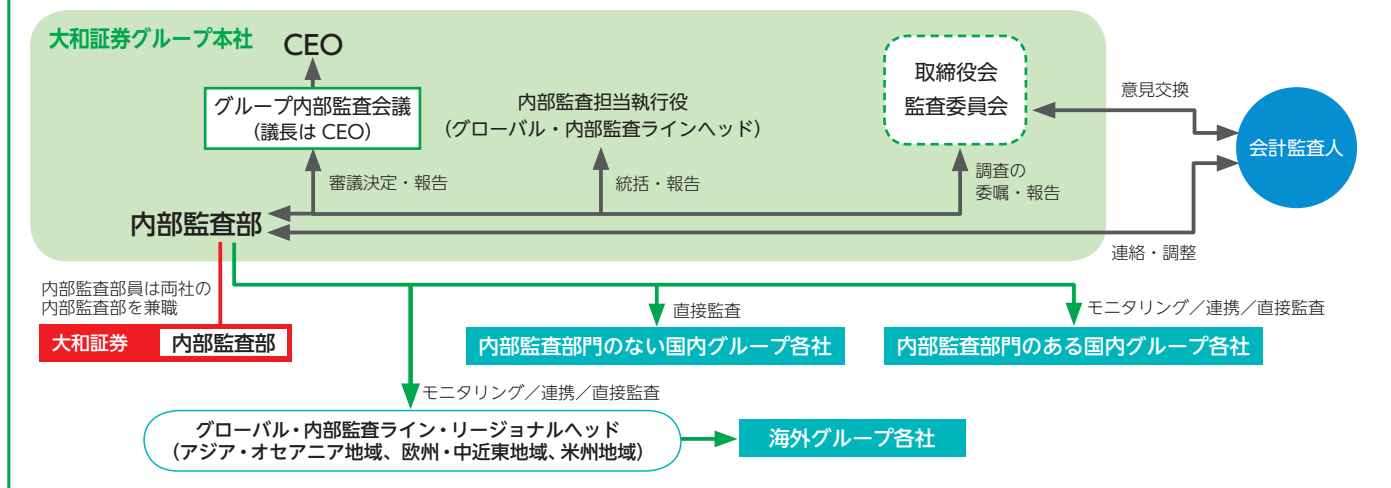 大和証券グループ本社
CEO
グループ内部監査会議
（議長は CEO）
内部監査担当執行役
（グローバル・内部監査ラインヘッド）
取締役会
監査委員会
意見交換
会計監査人
審議決定・報告
統括・報告
調査の
委嘱・報告
内部監査部
連絡・調整
内部監査部員は両社の
内部監査部を兼職
大和証券 内部監査部
直接監査
内部監査部門のない国内グループ各社
モニタリング／連携／直接監査
内部監査部門のある国内グループ各社
モニタリング／連携／直接監査
グローバル・内部監査ライン・リージョナルヘッド
（アジア・オセアニア地域、欧州・中近東地域、米州地域）
海外グループ各社